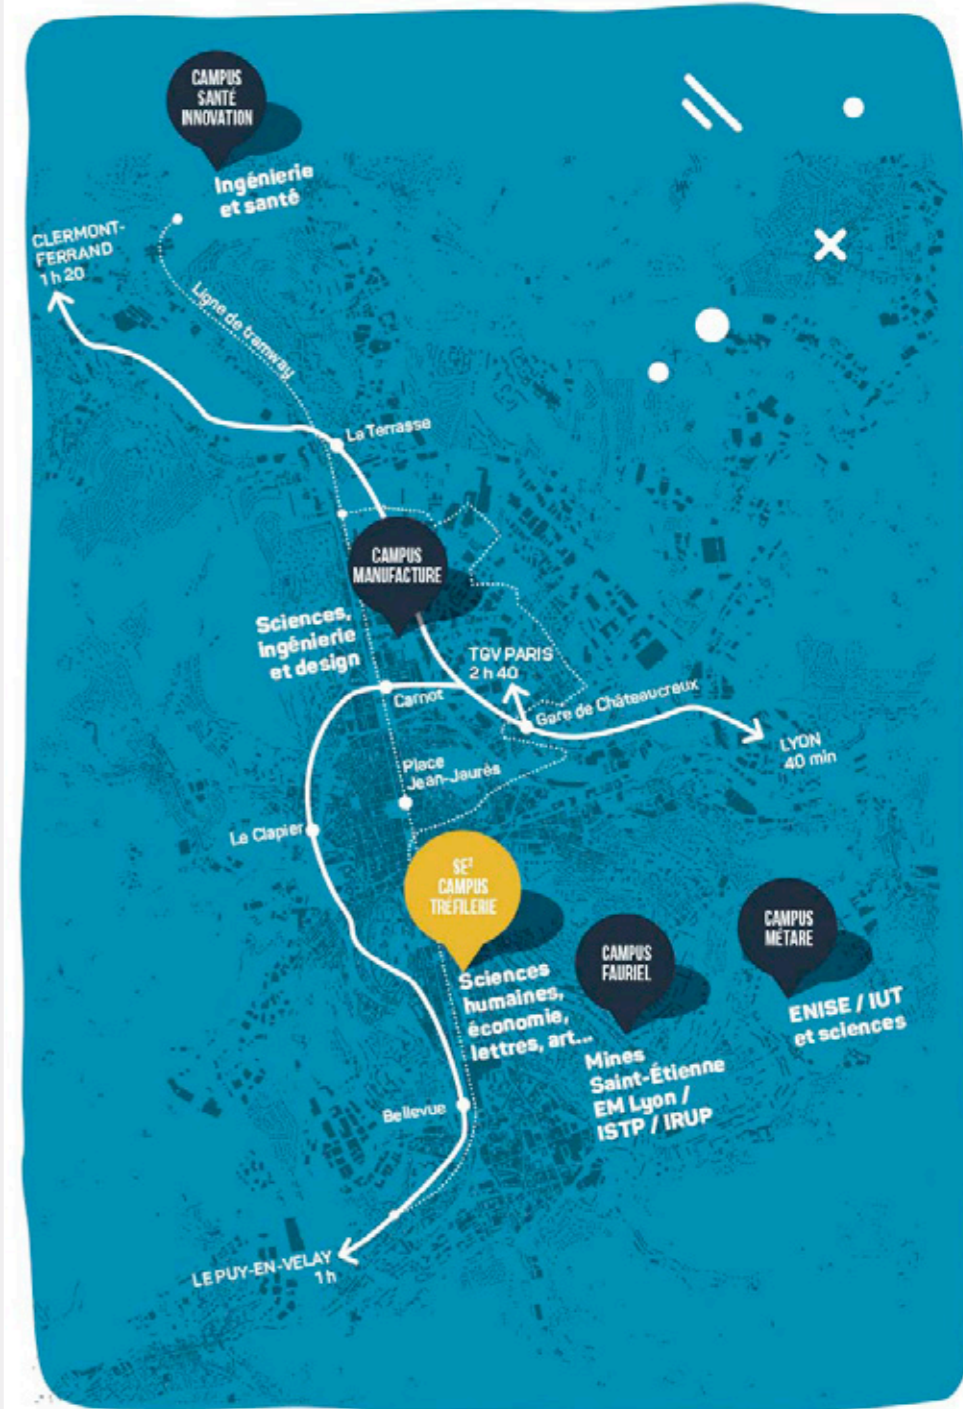 CAMPUS
SANTÉ
INNOVATION
Ingénierie
et santé
CLERMONT-
FERRAND
1 h 20
Ligne de tramway
La Terrasse
CAMPUS
MANUFACTURE
Sciences,
ingénierie
et design
TGV PARIS
2 h 40
Carnot
Gare de Châteaucreux
LYON
40 min
Place
Jean-Jaurès
Le Clapier
SE²
CAMPUS
TRÉFILERIE
Sciences
humaines,
économie,
lettres, art...
CAMPUS
FAURIEL
Mines
Saint-Étienne
EM Lyon /
ISTP / IRUP
CAMPUS
MÉTARE
ENISE / IUT
et sciences
Bellevue
LE PUY-EN-VELAY
1 h